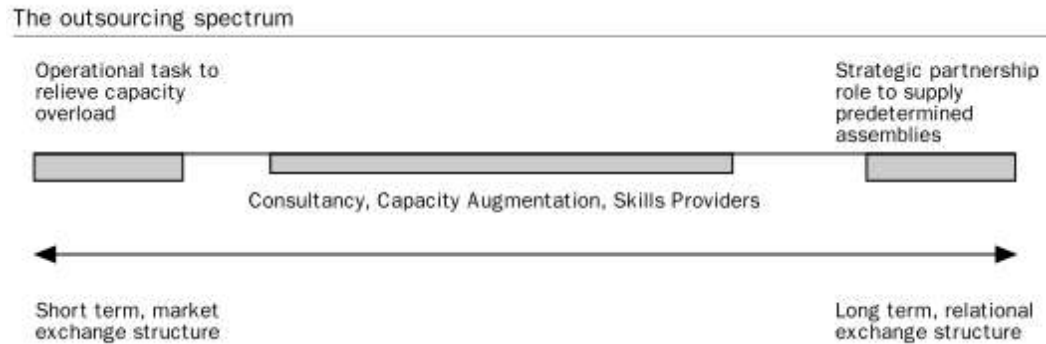 The outsourcing spectrum
Operational task to
relieve capacity
overload
Strategic partnership
role to supply
predetermined
assemblies
Consultancy, Capacity Augmentation, Skills Providers
Short term, market
exchange structure
Long term, relational
exchange structure